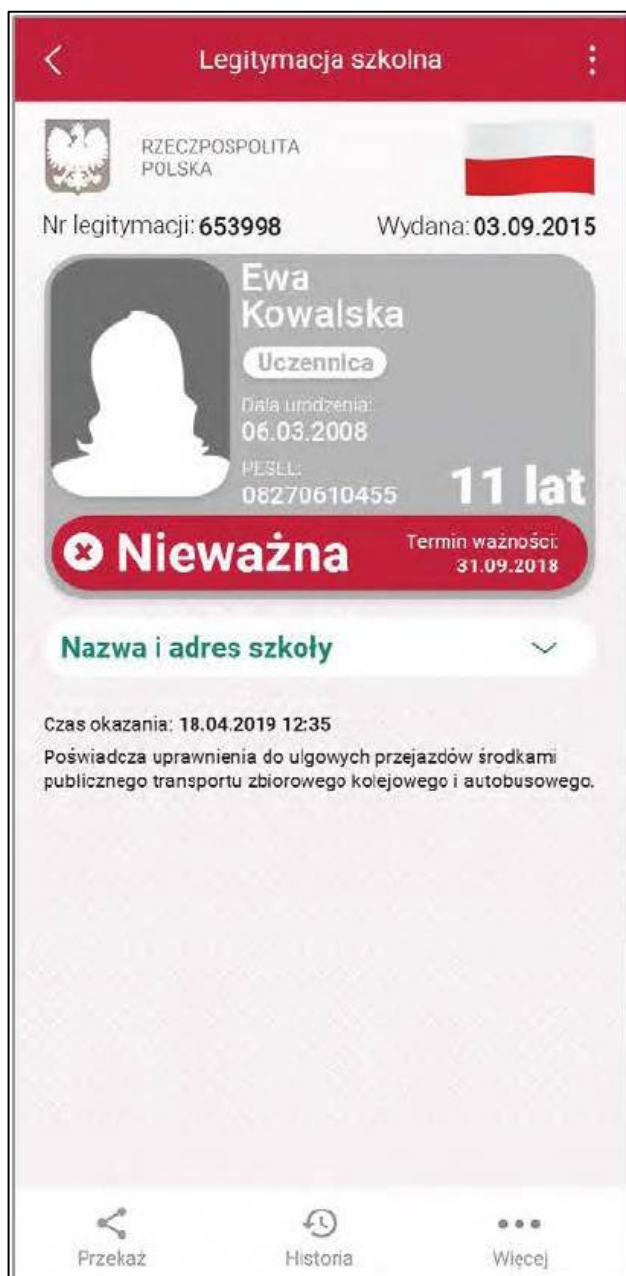 Legitymacja szkolna
RZECZPOSPOLITA
POLSKA
Nr legitymacji: 653998
Wydana: 03.09.2015
Ewa
Kowalska
Uczennica
Data urodzenia:
06.03.2008
PESEL:
08270610455
11 lat
Nieważna
Termin ważności:
31.09.2018
Nazwa i adres szkoły
Czas okazania: 18.04.2019 12:35
Poświadcza uprawnienia do ulgowych przejazdów środkami
publicznego transportu zbiorowego kolejowego i autobusowego.
Przekaż
Historia
Więcej